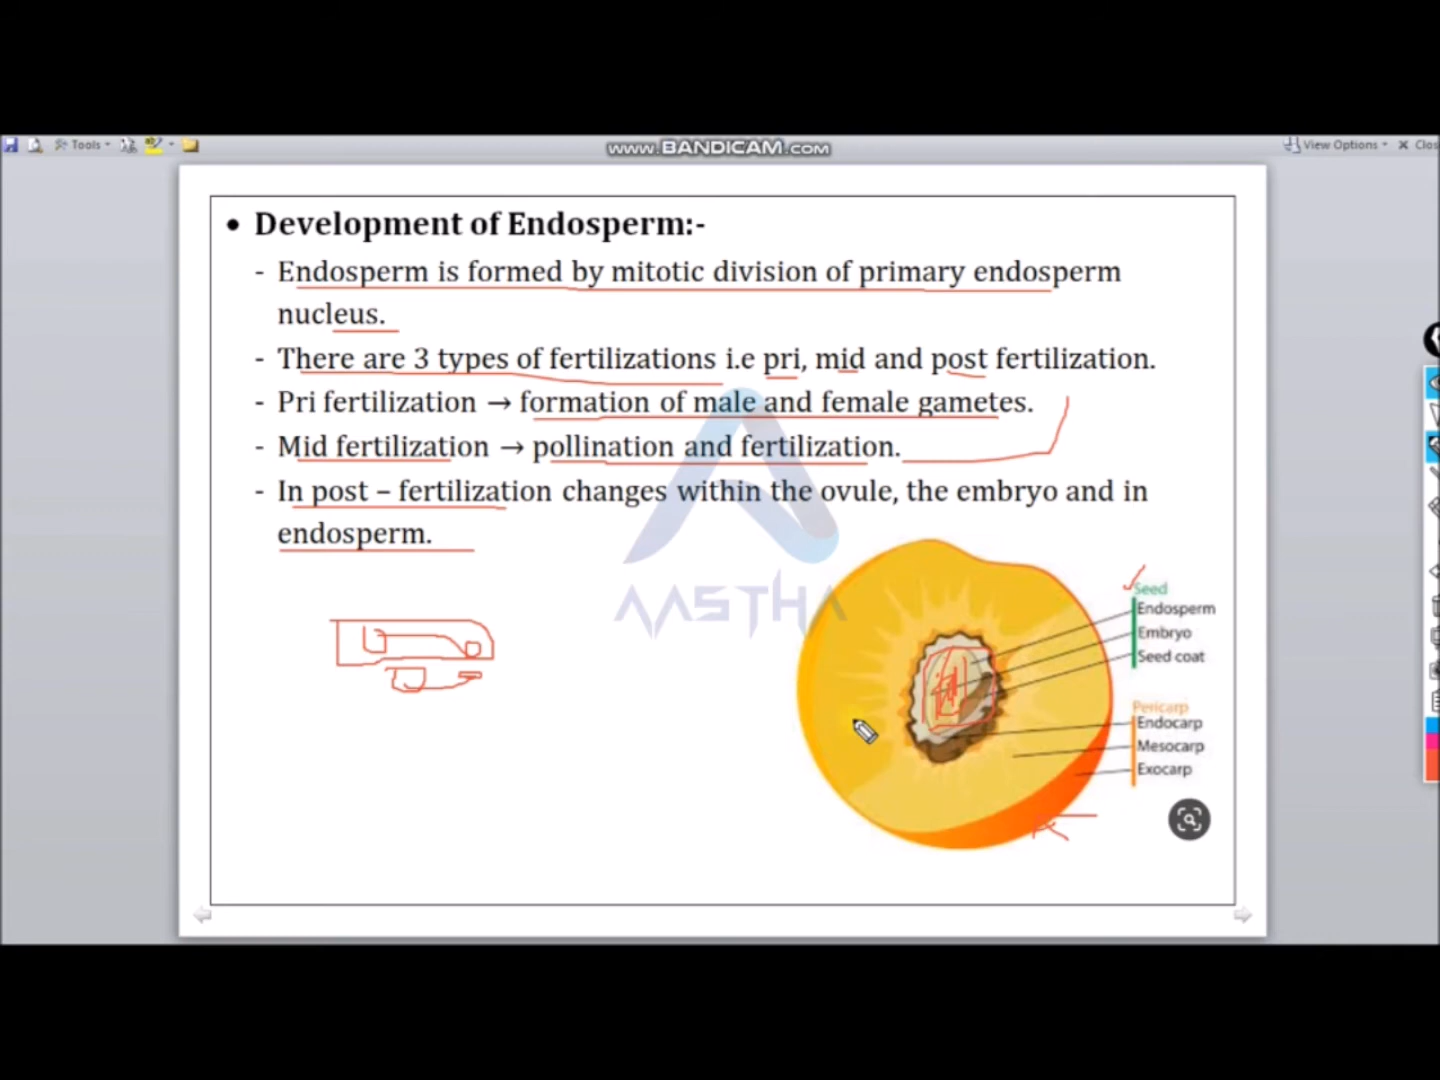 Tools
www.BANDICAM.com
View Options
Clos
• Development of Endosperm:-
- Endosperm is formed by mitotic division of primary endosperm
nucleus.
- There are 3 types of fertilizations i.e pri, mid and post fertilization.
- Pri fertilization → formation of male and female gametes.
- Mid fertilization → pollination and fertilization.
- In post – fertilization changes within the ovule, the embryo and in
endosperm.
AASTHA
Seed
Endosperm
Embryo
Seed coat
Pericarp
Endocarp
Mesocarp
Exocarp